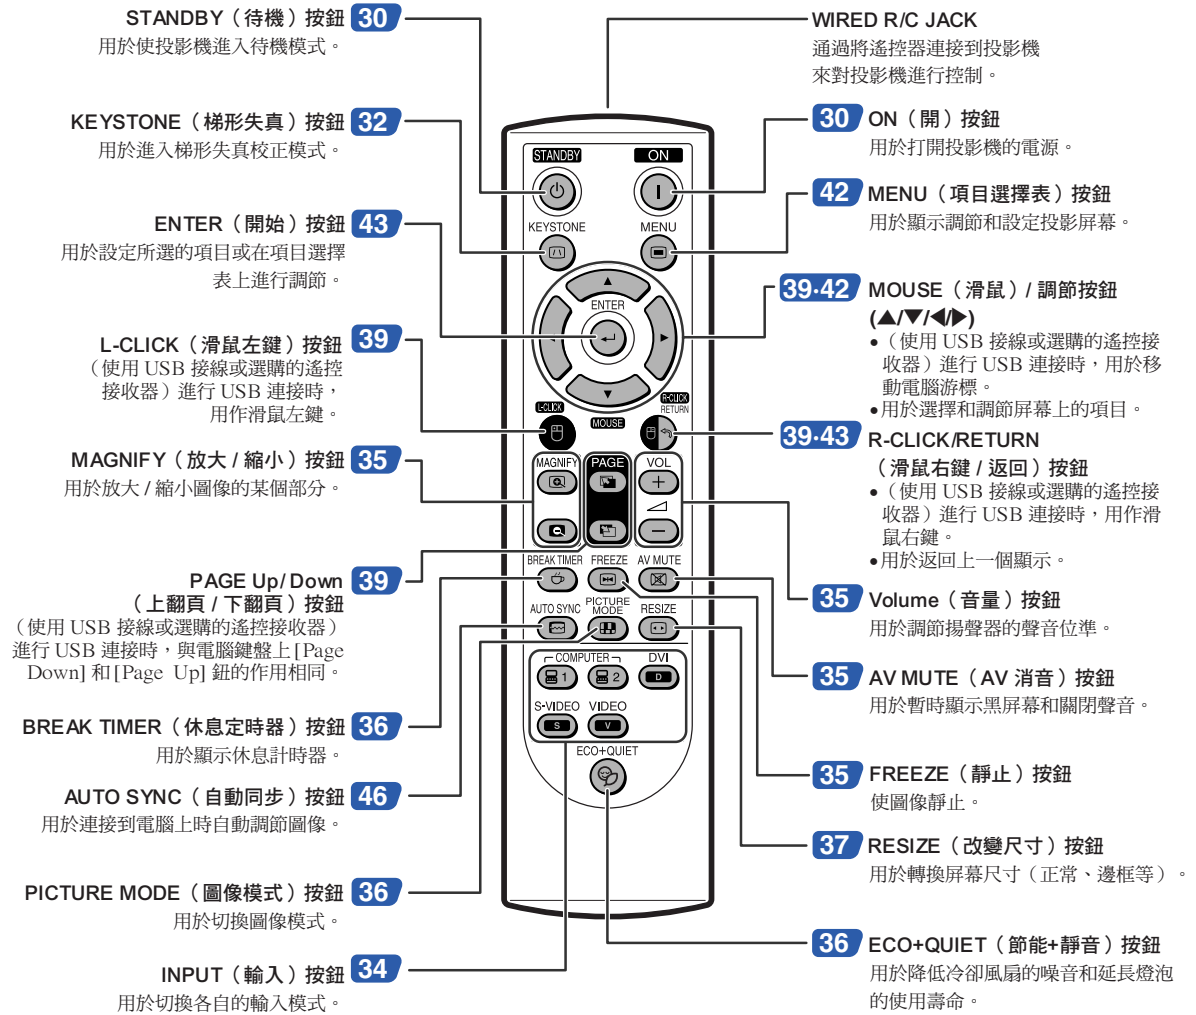 STANDBY（待機）按鈕 30
用於使投影機進入待機模式。
KEYSTONE（梯形失真）按鈕 32
用於進入梯形失真校正模式。
ENTER（開始）按鈕 43
用於設定所選的項目或在項目選擇
表上進行調節。
L-CLICK（滑鼠左鍵）按鈕 39
（使用 USB 接線或選購的遙控
接收器）進行 USB 連接時，
用作滑鼠左鍵。
MAGNIFY（放大 / 縮小）按鈕 35
用於放大 / 縮小圖像的某個部分。
PAGE Up/ Down 39
（上翻頁 / 下翻頁）按鈕
（使用 USB 接線或選購的遙控接收器）
進行 USB 連接時，與電腦鍵盤上 [Page
Down] 和 [Page Up] 鈕的作用相同。
BREAK TIMER（休息定時器）按鈕 36
用於顯示休息計時器。
AUTO SYNC（自動同步）按鈕 46
用於連接到電腦上時自動調節圖像。
PICTURE MODE（圖像模式）按鈕 36
用於切換圖像模式。
INPUT（輸入）按鈕 34
用於切換各自的輸入模式。
STANDBY
ON
KEYSTONE
MENU
ENTER
L-CLICK
MOUSE
R-CLICK
RETURN
MAGNIFY
PAGE
VOL
BREAK TIMER
FREEZE
AV MUTE
AUTO SYNC
PICTURE
MODE
RESIZE
COMPUTER
DVI
1
2
D
S-VIDEO
VIDEO
S
V
ECO+QUIET
WIRED R/C JACK
通過將遙控器連接到投影機
來對投影機進行控制。
30 ON（開）按鈕
用於打開投影機的電源。
42 MENU（項目選擇表）按鈕
用於顯示調節和設定投影屏幕。
39·42 MOUSE（滑鼠）/ 調節按鈕
(▲/▼/◀/▶)
•（使用 USB 接線或選購的遙控接
收器）進行 USB 連接時，用於移
動電腦游標。
•用於選擇和調節屏幕上的項目。
39·43 R-CLICK/RETURN
（滑鼠右鍵 / 返回）按鈕
•（使用 USB 接線或選購的遙控接
收器）進行 USB 連接時，用作滑
鼠右鍵。
•用於返回上一個顯示。
35 Volume（音量）按鈕
用於調節揚聲器的聲音位準。
35 AV MUTE（AV 消音）按鈕
用於暫時顯示黑屏幕和關閉聲音。
35 FREEZE（靜止）按鈕
使圖像靜止。
37 RESIZE（改變尺寸）按鈕
用於轉換屏幕尺寸（正常、邊框等）。
36 ECO+QUIET（節能+靜音）按鈕
用於降低冷卻風扇的噪音和延長燈泡
的使用壽命。